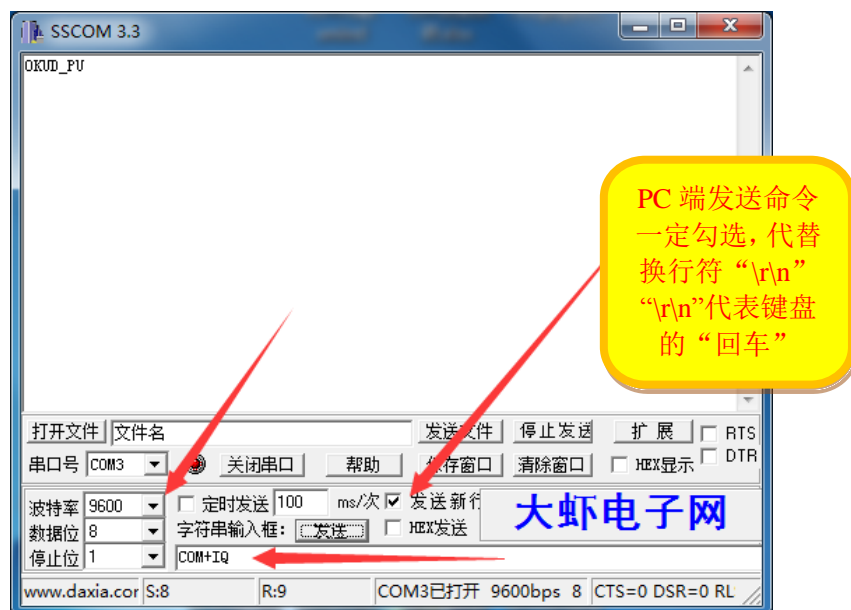 SSCOM 3.3
OKUD_PU
PC 端发送命令
一定勾选，代替
换行符“\r\n”
“\r\n”代表键盘
的“回车”
打开文件 文件名 发送文件 停止发送 扩 展 RTS
串口号 COM3 关闭串口 帮助 保存窗口 清除窗口 HEX显示 DTR
波特率 9600 定时发送 100 ms/次 发送新行
数据位 8 字符串输入框： 发送 HEX发送
大虾电子网
停止位 1 COM+IQ
www.daxia.cor S:8 R:9 COM3已打开 9600bps 8 CTS=0 DSR=0 RL